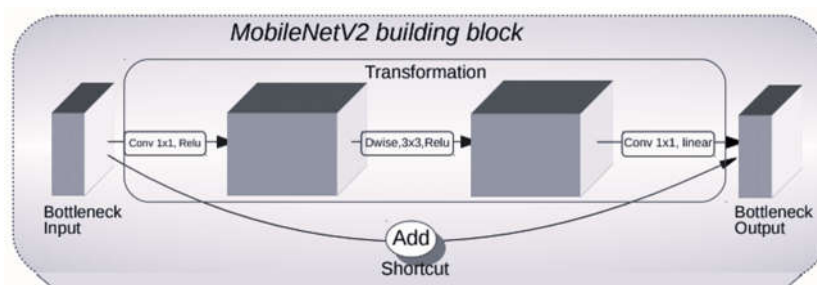 MobileNetV2 building block
Transformation
Conv 1x1, Relu
Dwise,3x3,Relu
Conv 1x1, linear
Bottleneck
Input
Bottleneck
Output
Add
Shortcut